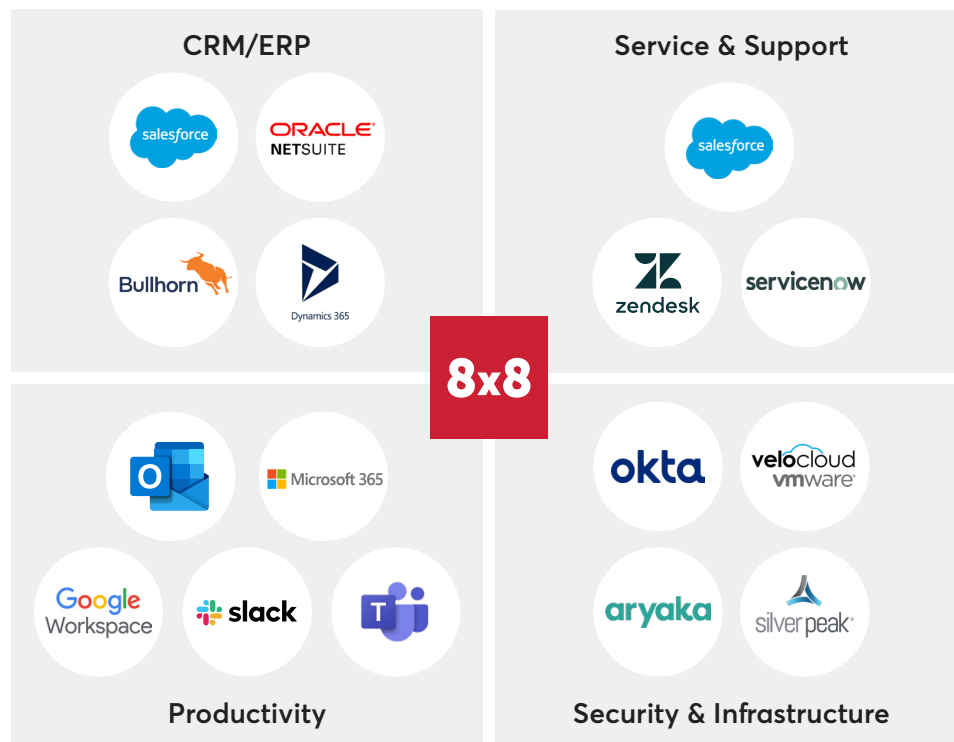 CRM/ERP
salesforce
ORACLE®
NETSUITE
Bullhorn
Dynamics 365
Service & Support
salesforce
zendesk
servicenow
8x8
O
Microsoft 365
Google
Workspace
slack
T
Productivity
okta
velocloud
vmware®
aryaka
silver peak®
Security & Infrastructure